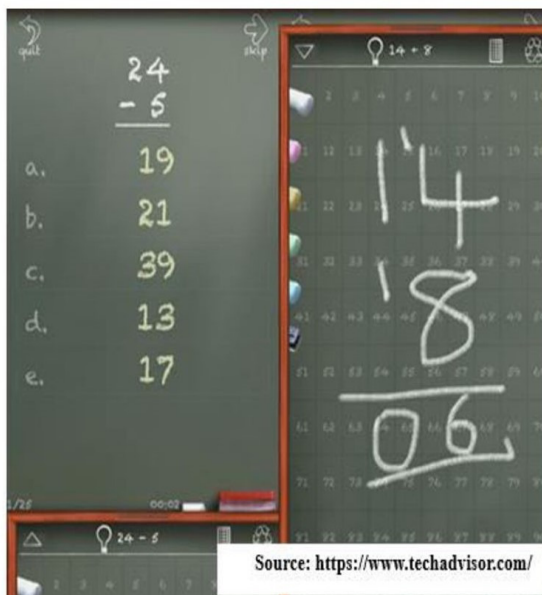 quit
skip
24
- 5
a. 19
b. 21
c. 39
d. 13
e. 17
1/25 00:02
24 - 5
14 + 8
14
8
06
Source: https://www.techadvisor.com/